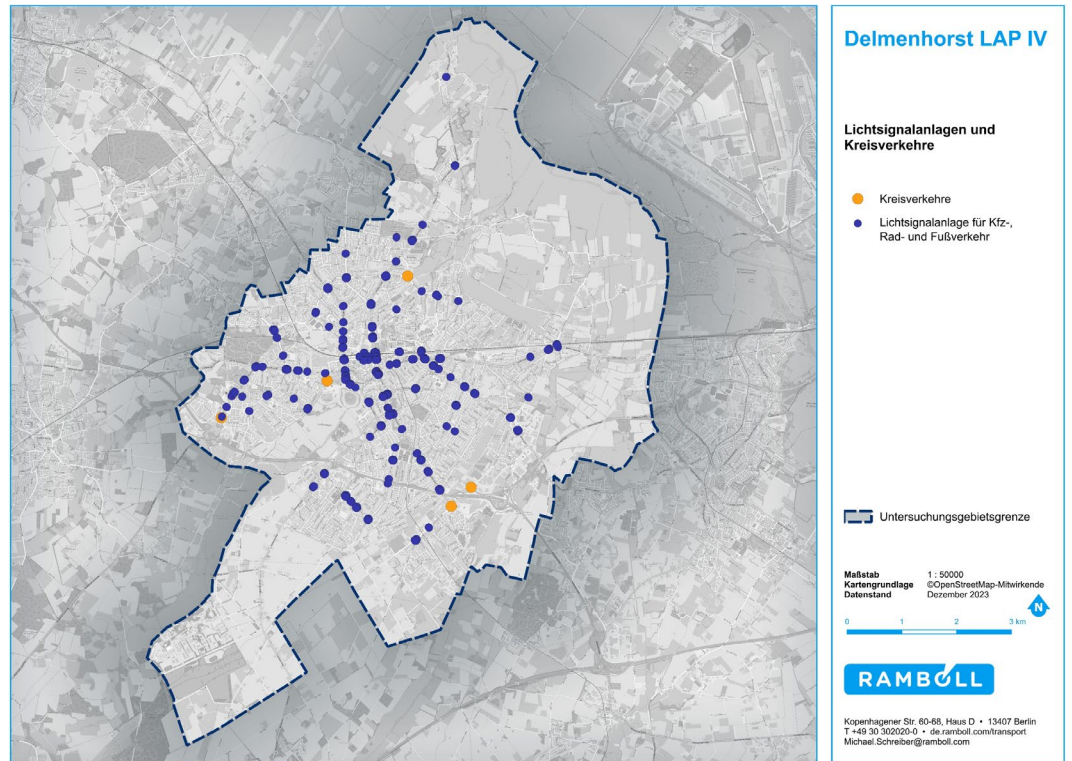 Delmenhorst LAP IV
Lichtsignalanlagen und
Kreisverkehre
Kreisverkehre
Lichtsignalanlage für Kfz-,
Rad- und Fußverkehr
Untersuchungsgebietsgrenze
Maßstab 1 : 50000
Kartengrundlage ©OpenStreetMap-Mitwirkende
Datenstand Dezember 2023
N
0 1 2 3 km
RAMBOLL
Kopenhagener Str. 60-68, Haus D • 13407 Berlin
T +49 30 302020-0 • de.ramboll.com/transport
Michael.Schreiber@ramboll.com